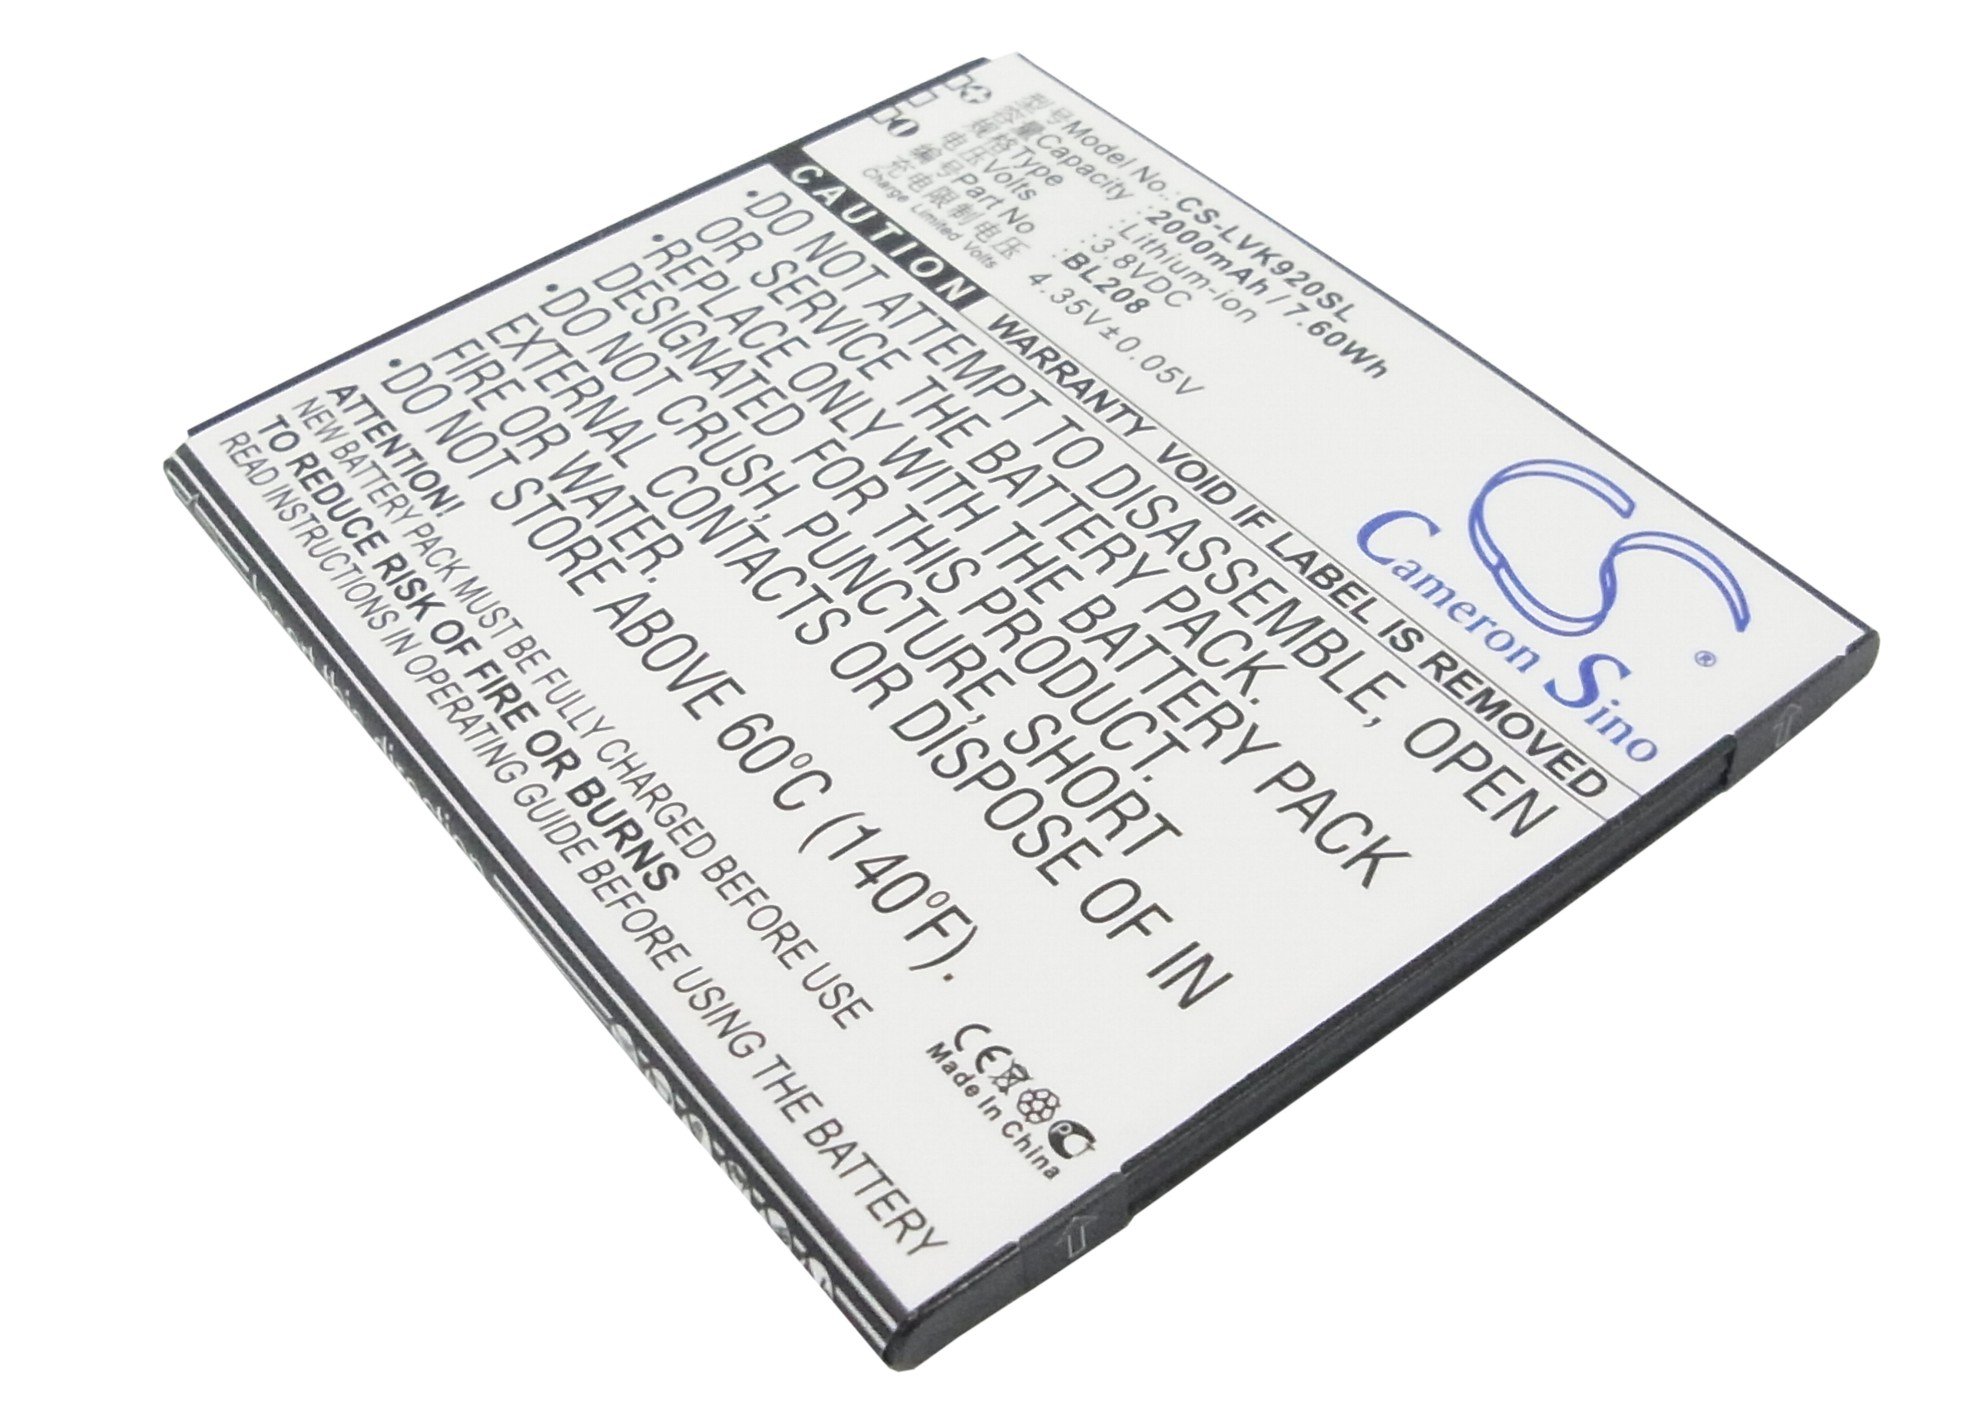 型号Model No.: CS-LVK920SL
容量Capacity :2000mAh / 7.60Wh
规格Type :Lithium-ion
电压Volts :3.8VDC
编号Part No :BL208
充电限制电压 4.35V±0.05V
Charge Limited Volts
CS
Cameron Sino ®
CAUTION WARRANTY VOID IF LABEL IS REMOVED
•DO NOT ATTEMPT TO DISASSEMBLE, OPEN
OR SERVICE THE BATTERY PACK.
•REPLACE ONLY WITH THE BATTERY PACK
DESIGNATED FOR THIS PRODUCT.
•DO NOT CRUSH, PUNCTURE, SHORT
EXTERNAL CONTACTS OR DISPOSE OF IN
FIRE OR WATER.
•DO NOT STORE ABOVE 60°C (140°F).
ATTENTION!
NEW BATTERY PACK MUST BE FULLY CHARGED BEFORE USE
TO REDUCE RISK OF FIRE OR BURNS
READ INSTRUCTIONS IN OPERATING GUIDE BEFORE USING THE BATTERY
CE
Made In China
Insert this direction